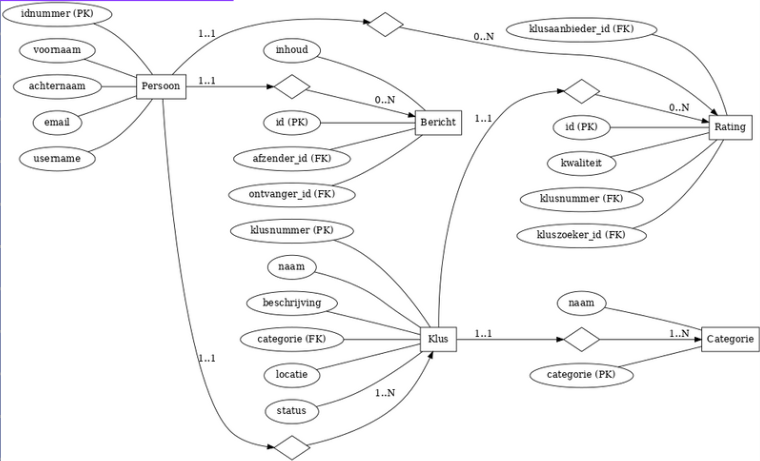 idnummer (PK)
voornaam
achternaam
email
username
Persoon
1..1
1..1
1..1
0..N
inhoud
0..N
id (PK)
afzender_id (FK)
ontvanger_id (FK)
Bericht
klusnummer (PK)
naam
beschrijving
categorie (FK)
locatie
status
1..N
Klus
1..1
1..1
klusaanbieder_id (FK)
0..N
id (PK)
kwaliteit
klusnummer (FK)
kluszoeker_id (FK)
Rating
naam
1..N
categorie (PK)
Categorie